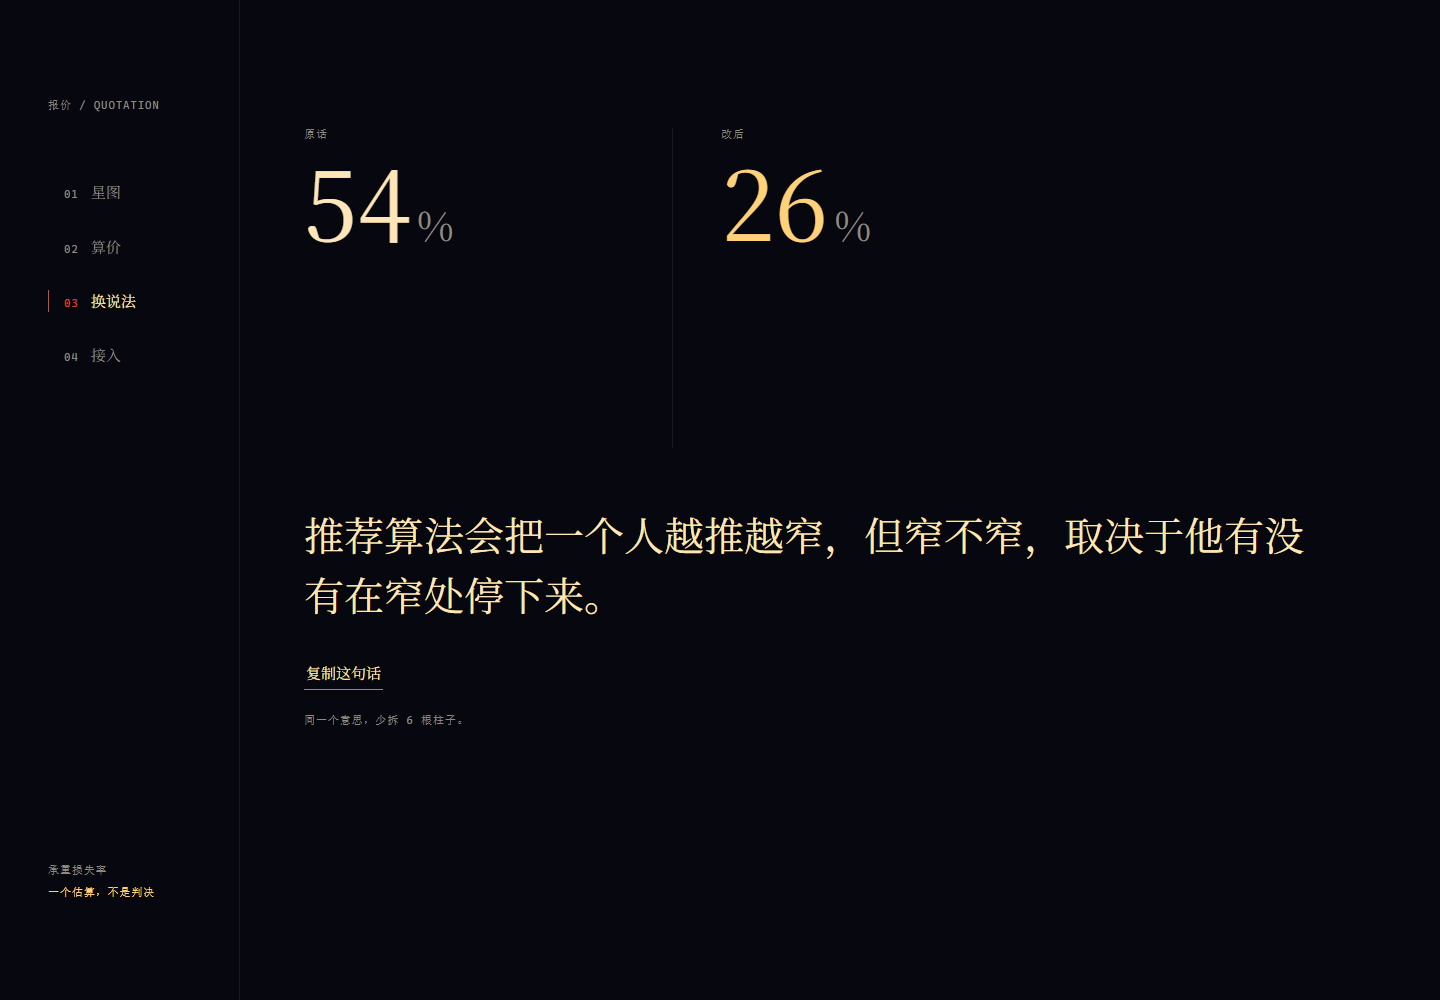 报价 / QUOTATION
01 星图
02 算价
03 换说法
04 接入
承重损失率
一个估算，不是判决
原话
54%
改后
26%
推荐算法会把一个人越推越窄，但窄不窄，取决于他有没
有在窄处停下来。
复制这句话
同一个意思，少拆 6 根柱子。